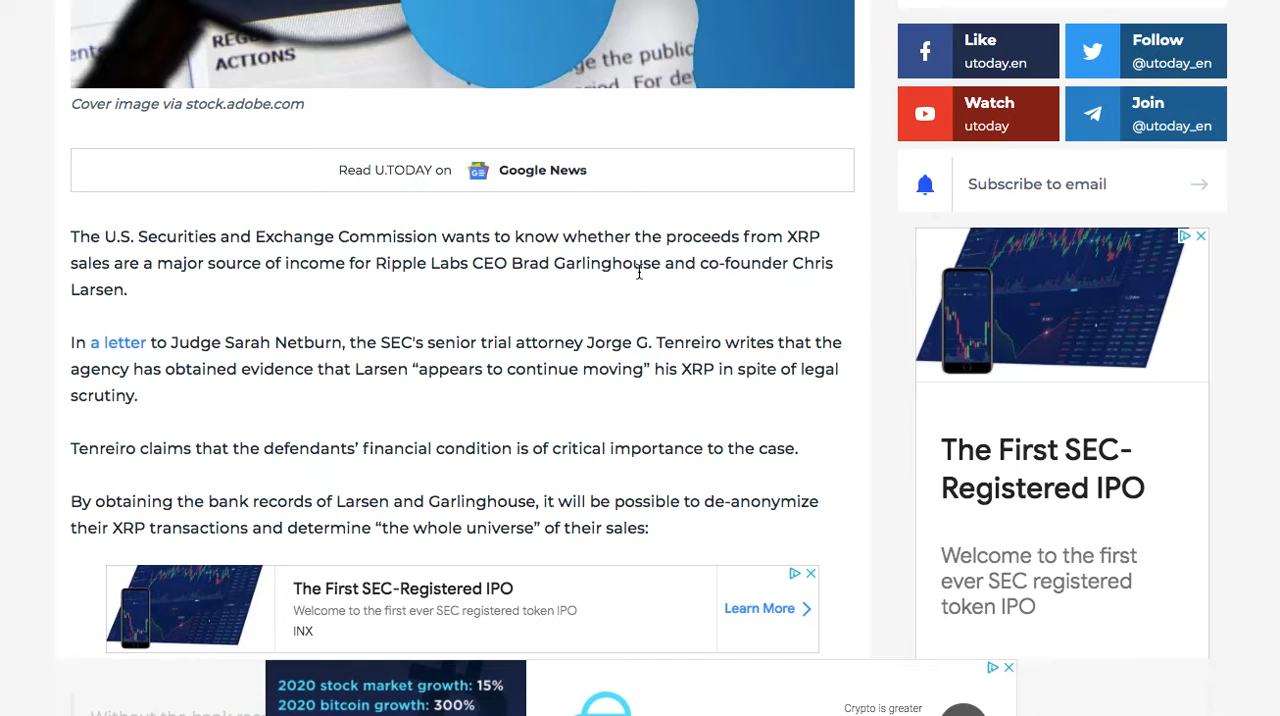 REG
ACTIONS
ge the public
Cover image via stock.adobe.com
Read U.TODAY on Google News
The U.S. Securities and Exchange Commission wants to know whether the proceeds from XRP
sales are a major source of income for Ripple Labs CEO Brad Garlinghouse and co-founder Chris
Larsen.
In a letter to Judge Sarah Netburn, the SEC's senior trial attorney Jorge G. Tenreiro writes that the
agency has obtained evidence that Larsen “appears to continue moving” his XRP in spite of legal
scrutiny.
Tenreiro claims that the defendants’ financial condition is of critical importance to the case.
By obtaining the bank records of Larsen and Garlinghouse, it will be possible to de-anonymize
their XRP transactions and determine “the whole universe” of their sales:
The First SEC-Registered IPO
Welcome to the first ever SEC registered token IPO
INX
Learn More
2020 stock market growth: 15%
2020 bitcoin growth: 300%
Crypto is greater
Like
utoday.en
Follow
@utoday_en
Watch
utoday
Join
@utoday_en
Subscribe to email
The First SEC-
Registered IPO
Welcome to the first
ever SEC registered
token IPO